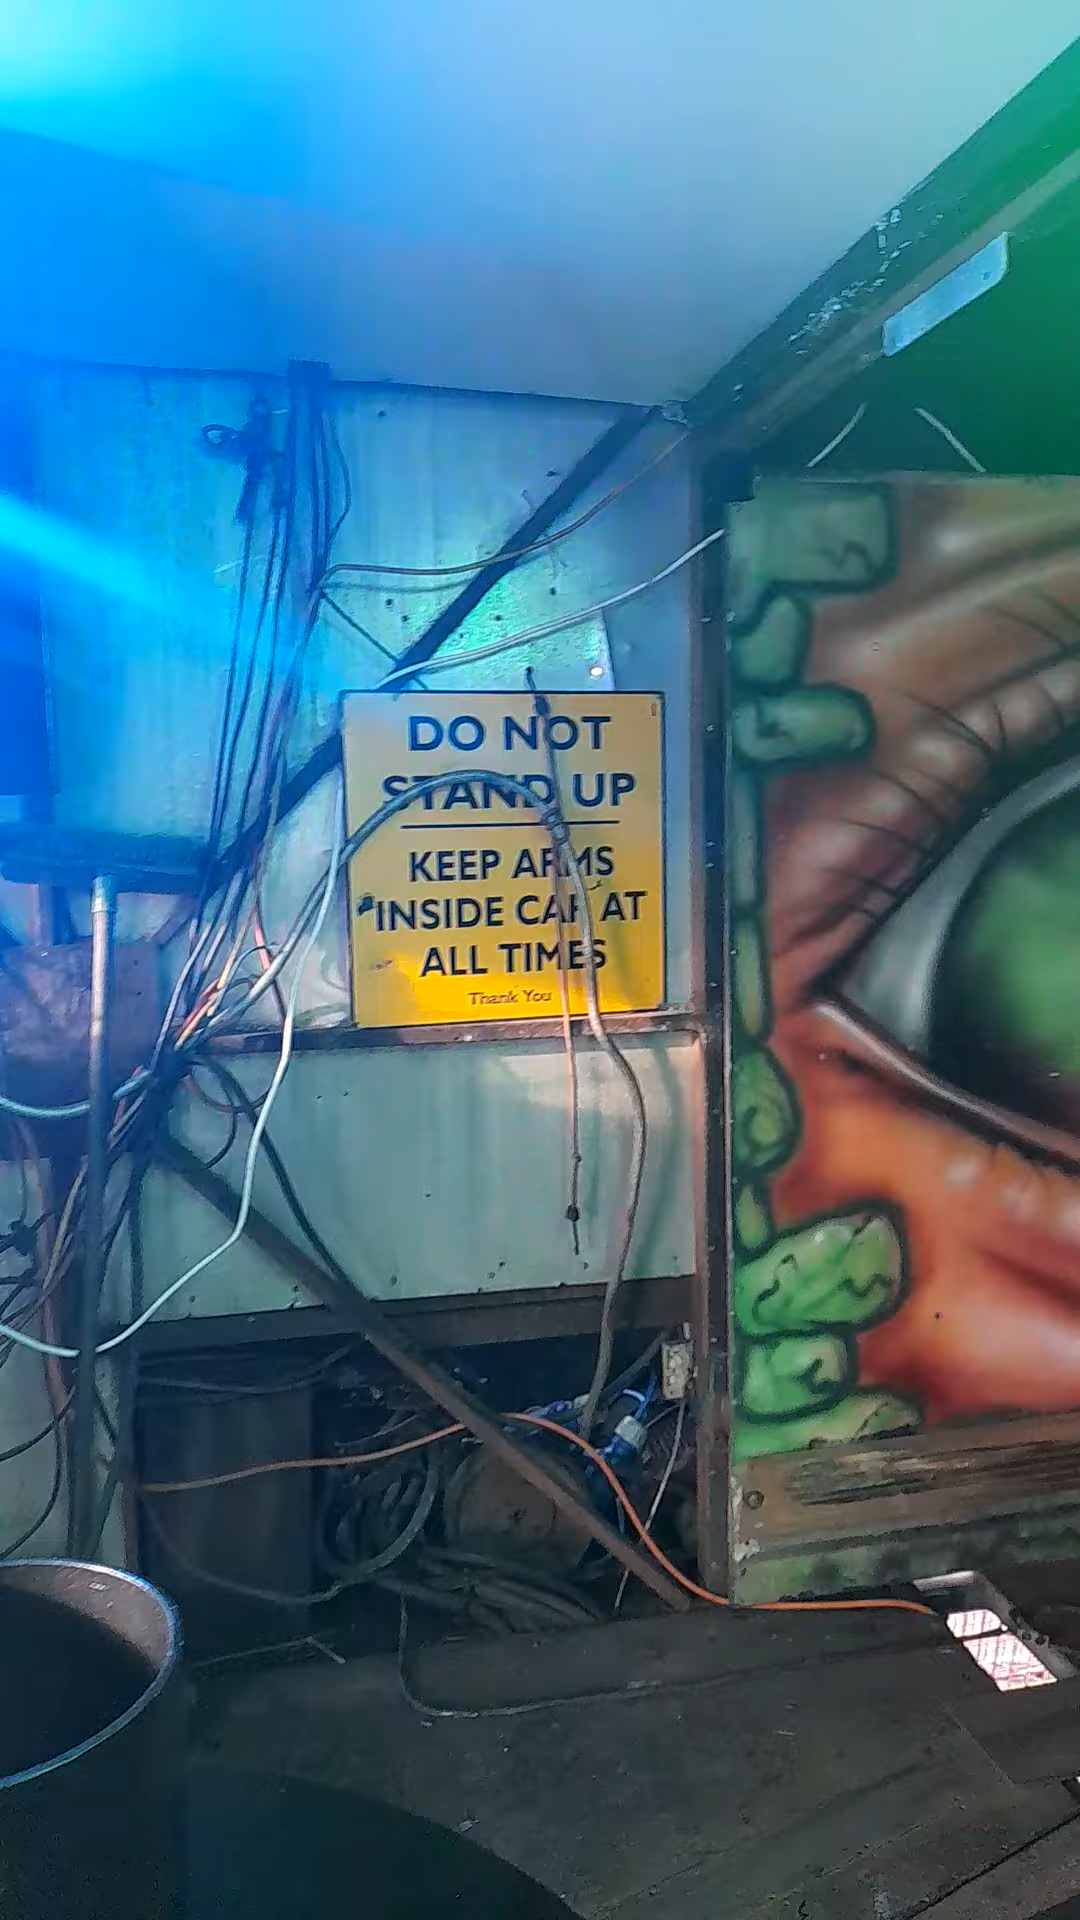 DO NOT
STAND UP
KEEP ARMS
INSIDE CAR AT
ALL TIMES
Thank You